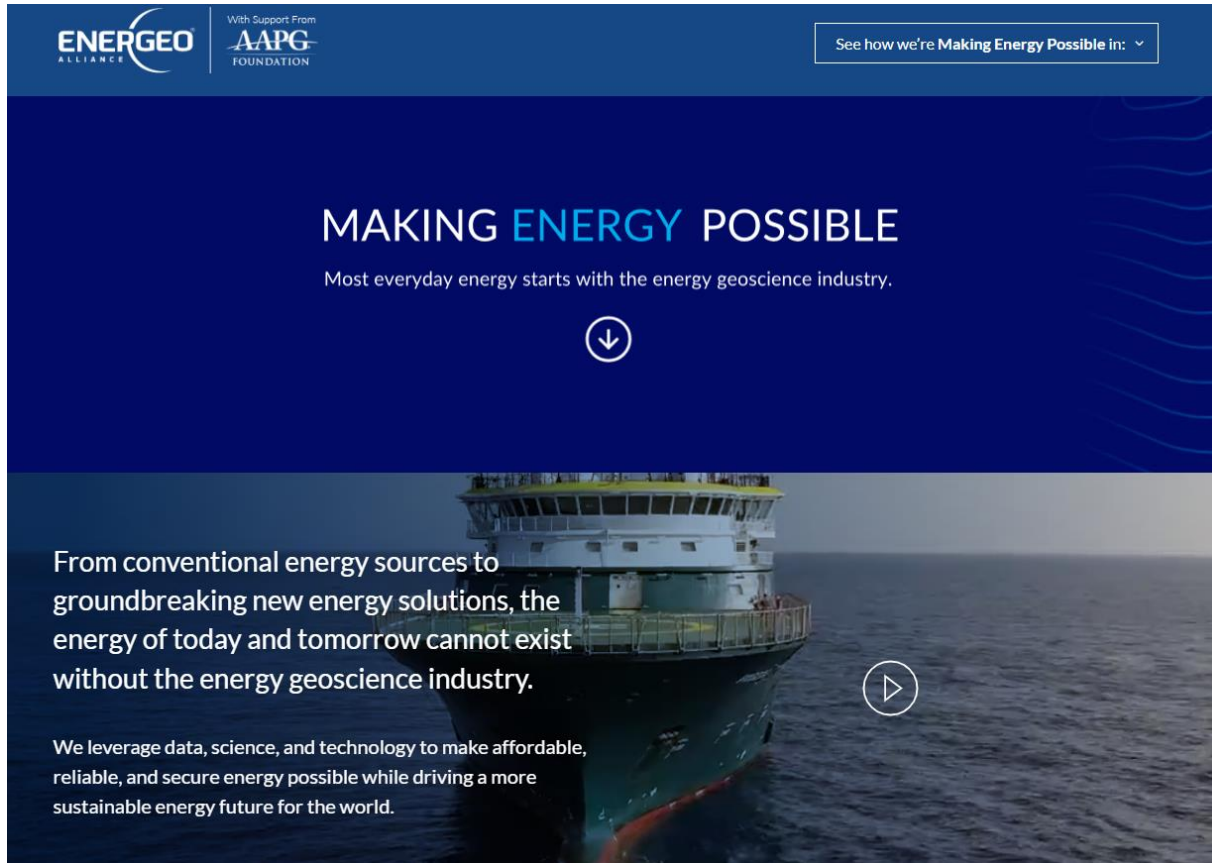 ENERGEO
ALLIANCE
With Support From
AAPG
FOUNDATION
See how we're Making Energy Possible in:
MAKING ENERGY POSSIBLE
Most everyday energy starts with the energy geoscience industry.
From conventional energy sources to
groundbreaking new energy solutions, the
energy of today and tomorrow cannot exist
without the energy geoscience industry.
We leverage data, science, and technology to make affordable,
reliable, and secure energy possible while driving a more
sustainable energy future for the world.